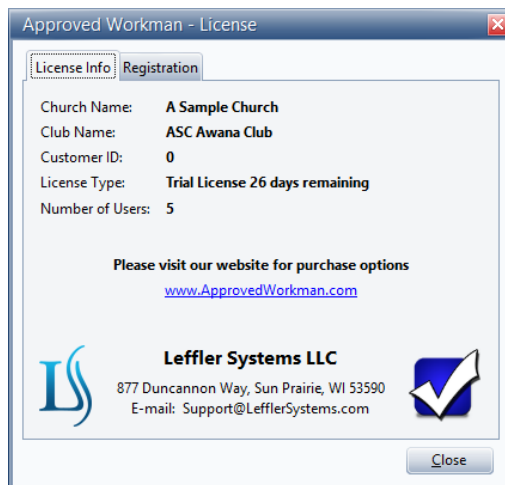 Approved Workman - License
License Info Registration
Church Name: A Sample Church
Club Name: ASC Awana Club
Customer ID: 0
License Type: Trial License 26 days remaining
Number of Users: 5
Please visit our website for purchase options
www.ApprovedWorkman.com
Leffler Systems LLC
877 Duncannon Way, Sun Prairie, WI 53590
E-mail: Support@LefflerSystems.com
LS
Close